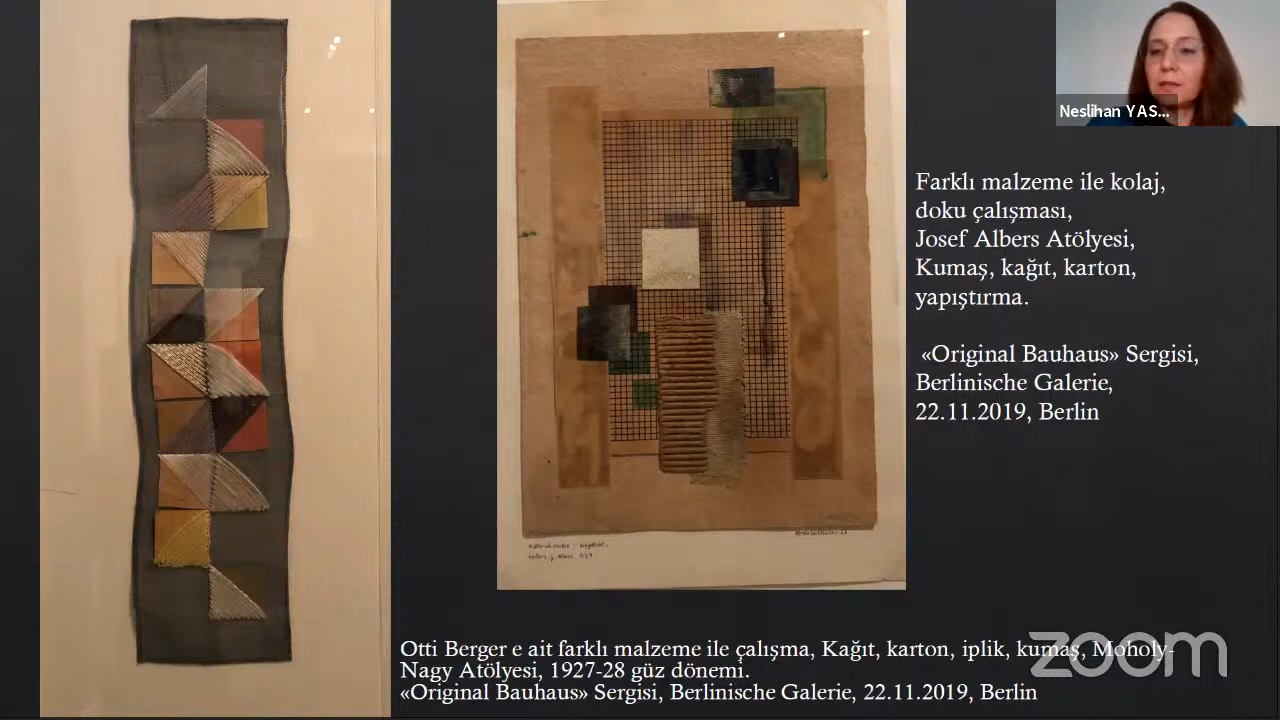 Neslihan YAS...
Farklı malzeme ile kolaj,
doku çalışması,
Josef Albers Atölyesi,
Kumaş, kağıt, karton,
yapıştırma.
«Original Bauhaus» Sergisi,
Berlinische Galerie,
22.11.2019, Berlin
Otti Berger e ait farklı malzeme ile çalışma, Kağıt, karton, iplik, kumaş, Moholy-
Nagy Atölyesi, 1927-28 güz dönemi.
«Original Bauhaus» Sergisi, Berlinische Galerie, 22.11.2019, Berlin
zoom